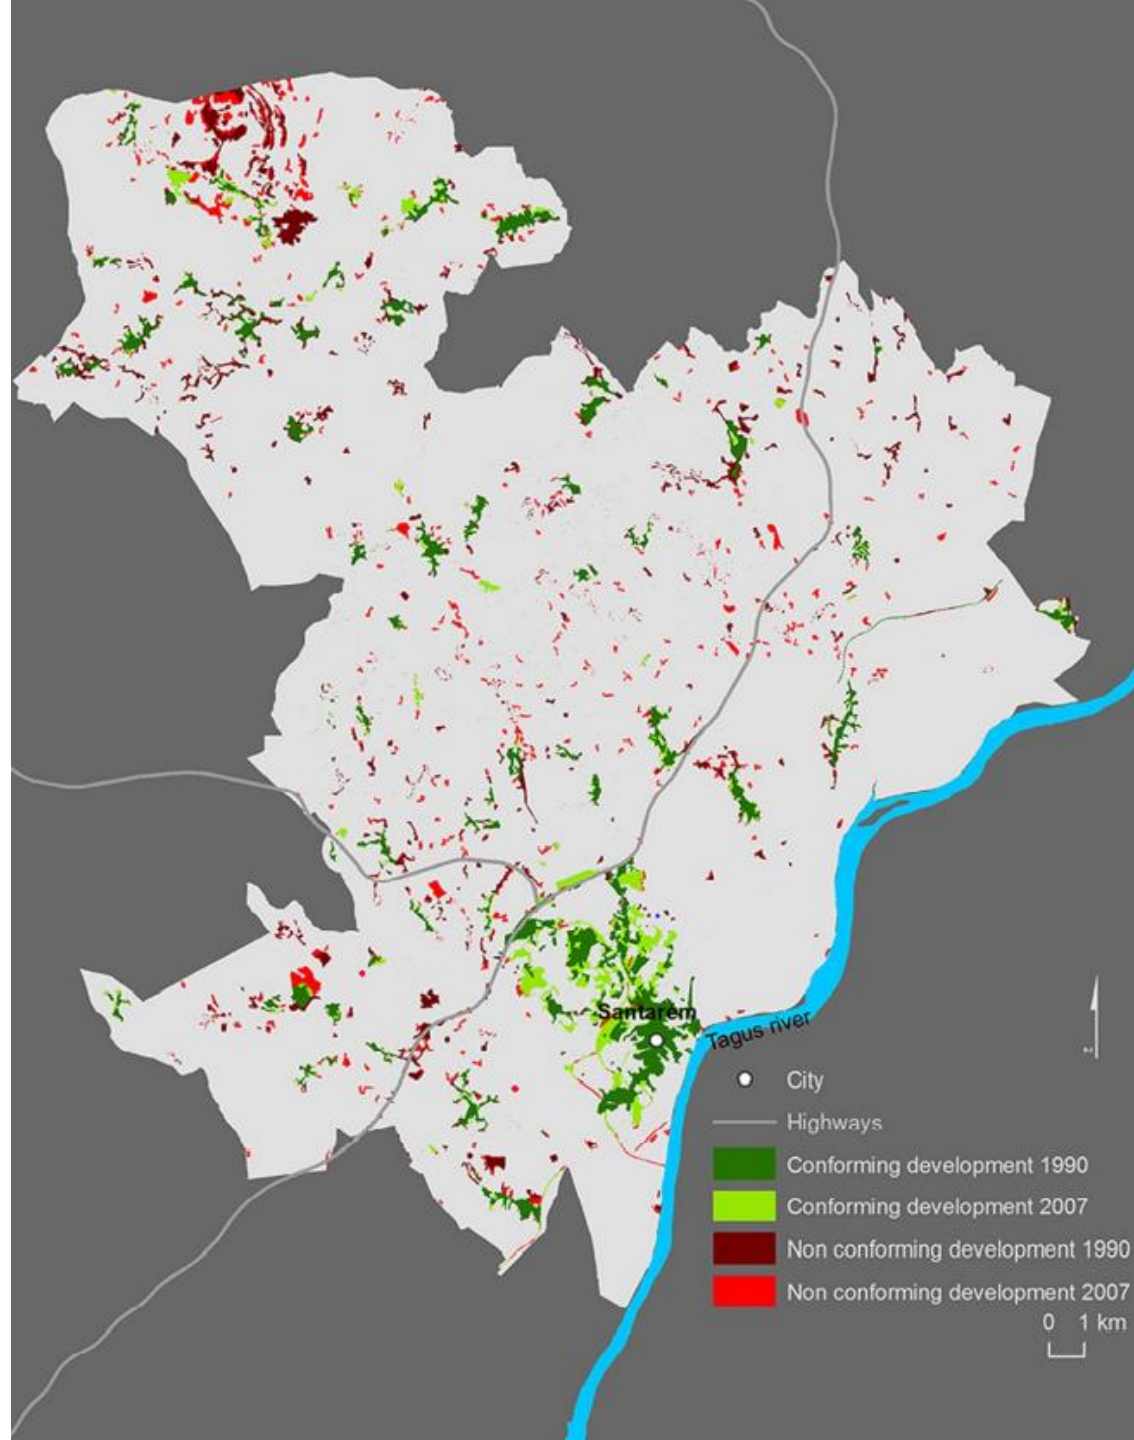 Santarém
Tagus river
z
City
Highways
Conforming development 1990
Conforming development 2007
Non conforming development 1990
Non conforming development 2007
0 1 km